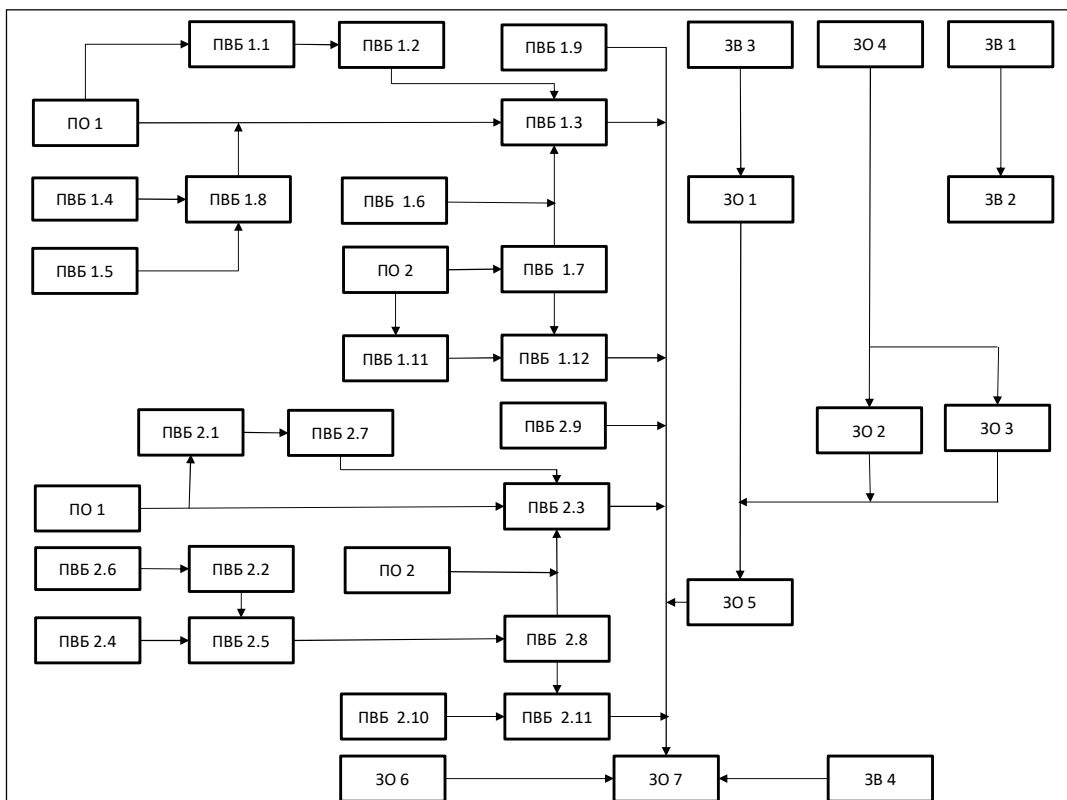 ПВБ 1.1
ПВБ 1.2
ПВБ 1.9
ЗВ 3
ЗО 4
ЗВ 1
ПО 1
ПВБ 1.3
ПВБ 1.4
ПВБ 1.8
ПВБ 1.6
ЗО 1
ЗВ 2
ПВБ 1.5
ПО 2
ПВБ 1.7
ПВБ 1.11
ПВБ 1.12
ПВБ 2.1
ПВБ 2.7
ПВБ 2.9
ЗО 2
ЗО 3
ПО 1
ПВБ 2.3
ПВБ 2.6
ПВБ 2.2
ПО 2
ЗО 5
ПВБ 2.4
ПВБ 2.5
ПВБ 2.8
ПВБ 2.10
ПВБ 2.11
ЗО 6
ЗО 7
ЗВ 4